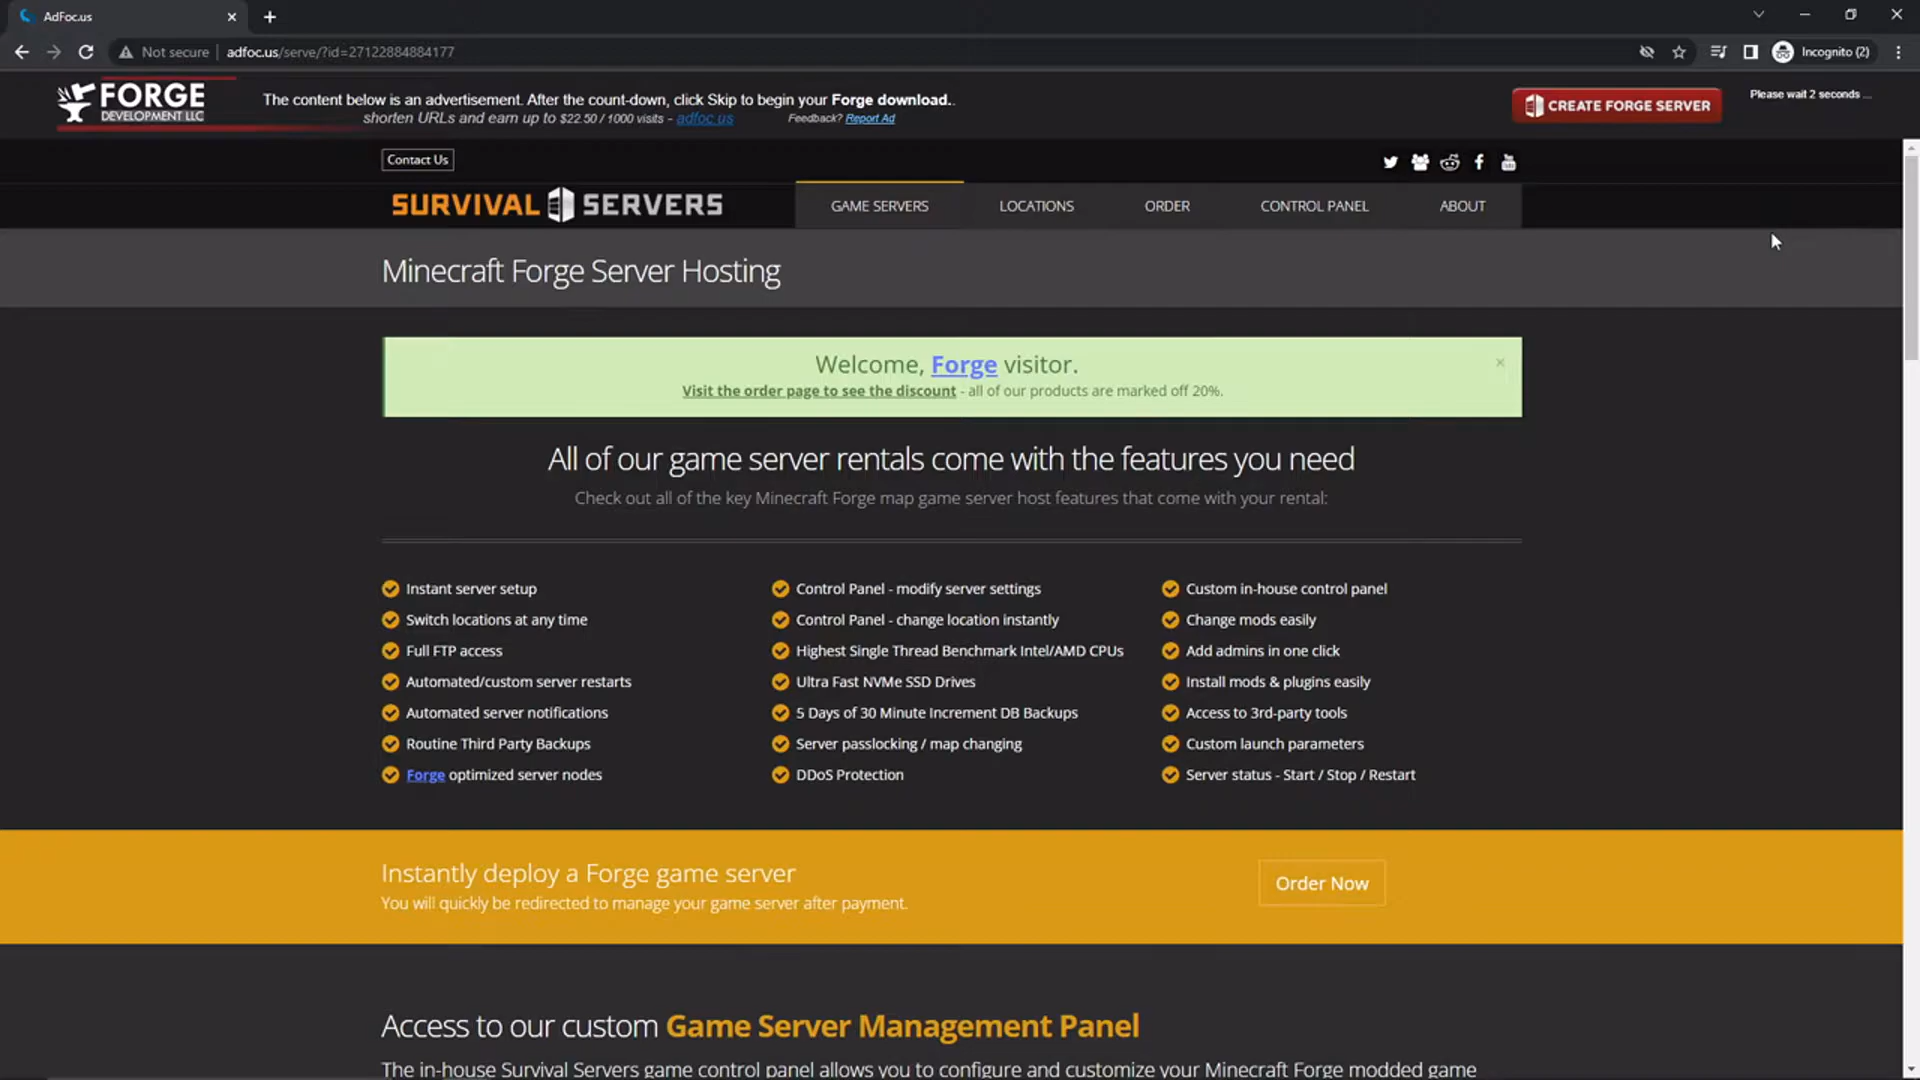 AdFoc.us
Not secure
adfoc.us/serve/?id=27122884884177
Incognito (2)
FORGE
DEVELOPMENT LLC
The content below is an advertisement. After the count-down, click Skip to begin your Forge download..
shorten URLs and earn up to $22.50 / 1000 visits - adfoc.us
Feedback? Report Ad
CREATE FORGE SERVER
Please wait 2 seconds ...
Contact Us
SURVIVAL SERVERS
GAME SERVERS
LOCATIONS
ORDER
CONTROL PANEL
ABOUT
Minecraft Forge Server Hosting
Welcome, Forge visitor.
Visit the order page to see the discount - all of our products are marked off 20%.
All of our game server rentals come with the features you need
Check out all of the key Minecraft Forge map game server host features that come with your rental:
Instant server setup
Switch locations at any time
Full FTP access
Automated/custom server restarts
Automated server notifications
Routine Third Party Backups
Forge optimized server nodes
Control Panel - modify server settings
Control Panel - change location instantly
Highest Single Thread Benchmark Intel/AMD CPUs
Ultra Fast NVMe SSD Drives
5 Days of 30 Minute Increment DB Backups
Server passlocking / map changing
DDoS Protection
Custom in-house control panel
Change mods easily
Add admins in one click
Install mods & plugins easily
Access to 3rd-party tools
Custom launch parameters
Server status - Start / Stop / Restart
Instantly deploy a Forge game server
You will quickly be redirected to manage your game server after payment.
Order Now
Access to our custom Game Server Management Panel
The in-house Survival Servers game control panel allows you to configure and customize your Minecraft Forge modded game